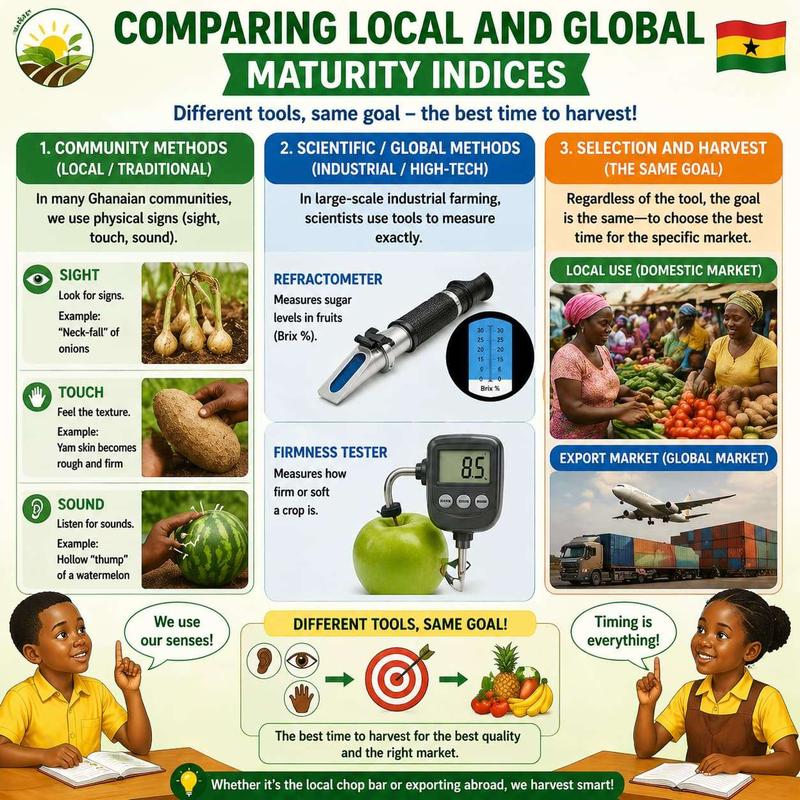 COMPARING LOCAL AND GLOBAL
MATURITY INDICES
Different tools, same goal – the best time to harvest!
1. COMMUNITY METHODS
(LOCAL / TRADITIONAL)
In many Ghanaian communities,
we use physical signs (sight,
touch, sound).
SIGHT
Look for signs.
Example:
“Neck-fall” of
onions
TOUCH
Feel the texture.
Example:
Yam skin becomes
rough and firm
SOUND
Listen for sounds.
Example:
Hollow “thump”
of a watermelon
2. SCIENTIFIC / GLOBAL METHODS
(INDUSTRIAL / HIGH-TECH)
In large-scale industrial farming,
scientists use tools to measure
exactly.
REFRACTOMETER
Measures sugar
levels in fruits
(Brix %).
30 30
25 25
20 20
15 15
Brix %
FIRMNESS TESTER
Measures how
firm or soft
a crop is.
8.5
3. SELECTION AND HARVEST
(THE SAME GOAL)
Regardless of the tool, the goal
is the same—to choose the best
time for the specific market.
LOCAL USE (DOMESTIC MARKET)
EXPORT MARKET (GLOBAL MARKET)
We use
our senses!
DIFFERENT TOOLS, SAME GOAL!
The best time to harvest for the best quality
and the right market.
Timing is
everything!
Whether it’s the local chop bar or exporting abroad, we harvest smart!